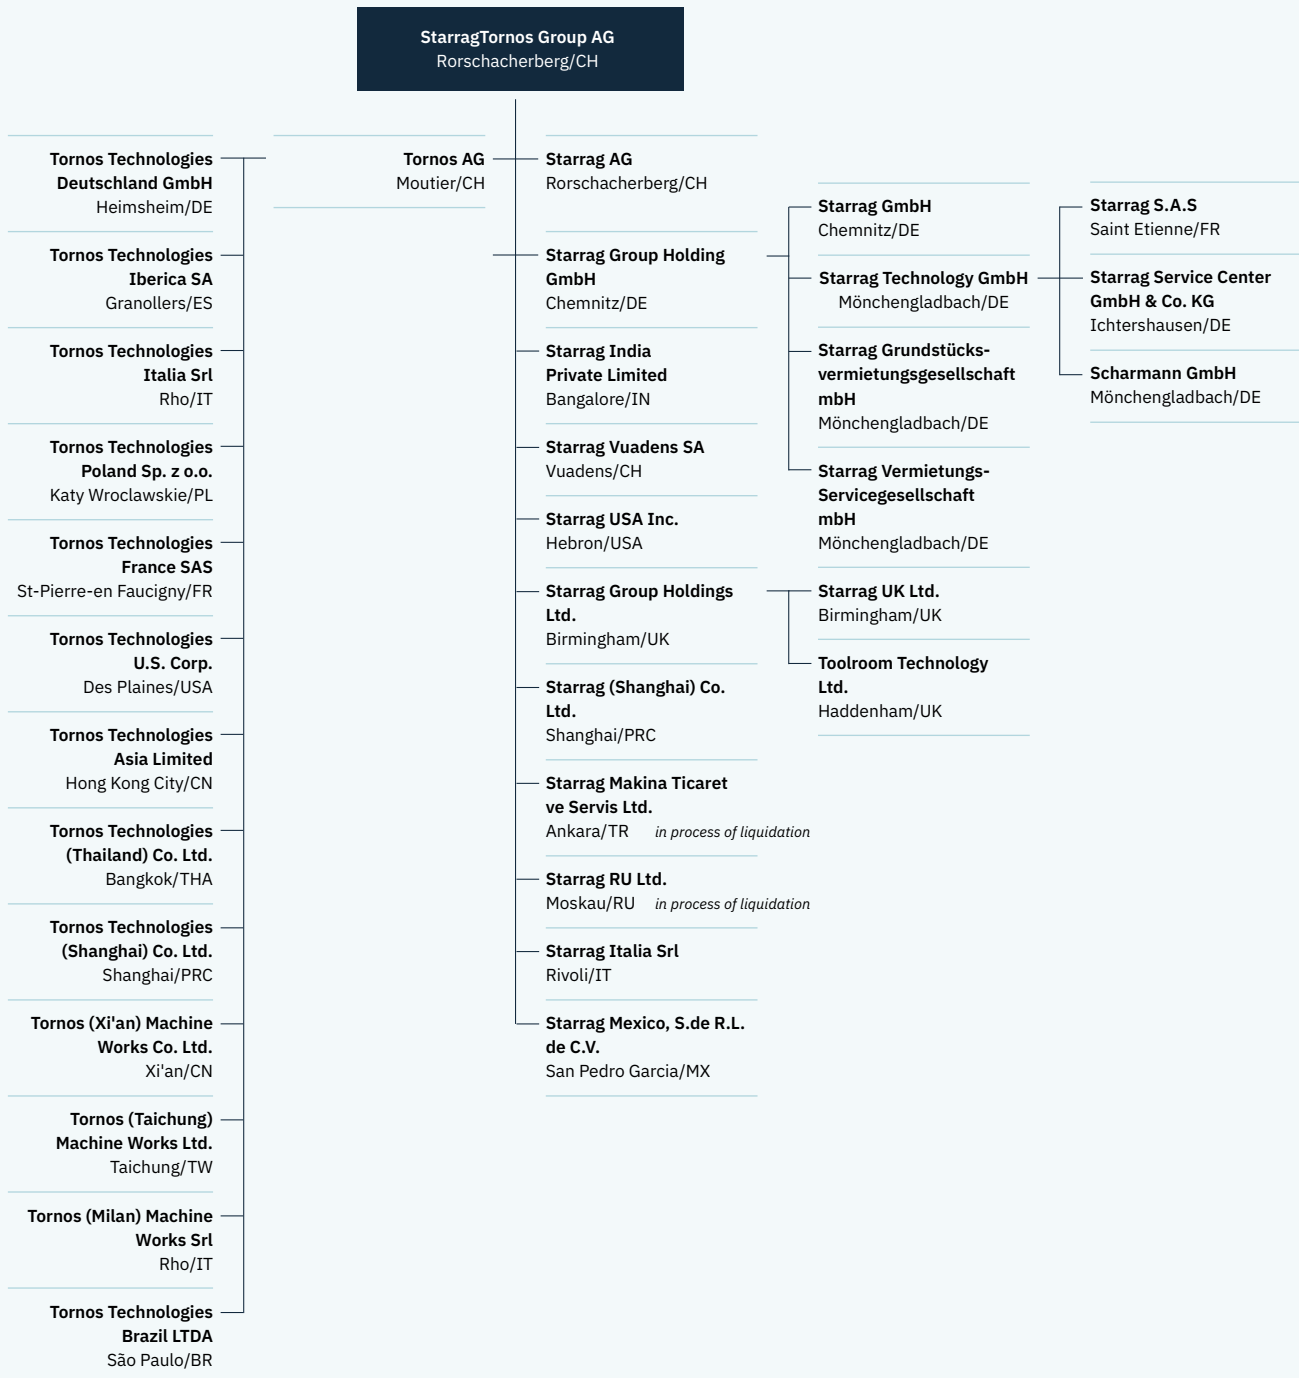 StarragTornos Group AG
Rorschacherberg/CH
Tornos Technologies
Deutschland GmbH
Heimsheim/DE
Tornos Technologies
Iberica SA
Granollers/ES
Tornos Technologies
Italia Srl
Rho/IT
Tornos Technologies
Poland Sp. z o.o.
Katy Wroclawskie/PL
Tornos Technologies
France SAS
St-Pierre-en Faucigny/FR
Tornos Technologies
U.S. Corp.
Des Plaines/USA
Tornos Technologies
Asia Limited
Hong Kong City/CN
Tornos Technologies
(Thailand) Co. Ltd.
Bangkok/THA
Tornos Technologies
(Shanghai) Co. Ltd.
Shanghai/PRC
Tornos (Xi'an) Machine
Works Co. Ltd.
Xi'an/CN
Tornos (Taichung)
Machine Works Ltd.
Taichung/TW
Tornos (Milan) Machine
Works Srl
Rho/IT
Tornos Technologies
Brazil LTDA
São Paulo/BR
Tornos AG
Moutier/CH
Starrag AG
Rorschacherberg/CH
Starrag Group Holding
GmbH
Chemnitz/DE
Starrag India
Private Limited
Bangalore/IN
Starrag Vuadens SA
Vuadens/CH
Starrag USA Inc.
Hebron/USA
Starrag Group Holdings
Ltd.
Birmingham/UK
Starrag (Shanghai) Co.
Ltd.
Shanghai/PRC
Starrag Makina Ticaret
ve Servis Ltd.
Ankara/TR in process of liquidation
Starrag RU Ltd.
Moskau/RU in process of liquidation
Starrag Italia Srl
Rivoli/IT
Starrag Mexico, S.de R.L.
de C.V.
San Pedro Garcia/MX
Starrag GmbH
Chemnitz/DE
Starrag Technology GmbH
Mönchengladbach/DE
Starrag Grundstücks-
vermietungsgesellschaft
mbH
Mönchengladbach/DE
Starrag Vermietungs-
Servicegesellschaft
mbH
Mönchengladbach/DE
Starrag UK Ltd.
Birmingham/UK
Toolroom Technology
Ltd.
Haddenham/UK
Starrag S.A.S
Saint Etienne/FR
Starrag Service Center
GmbH & Co. KG
Ichtershausen/DE
Scharmann GmbH
Mönchengladbach/DE